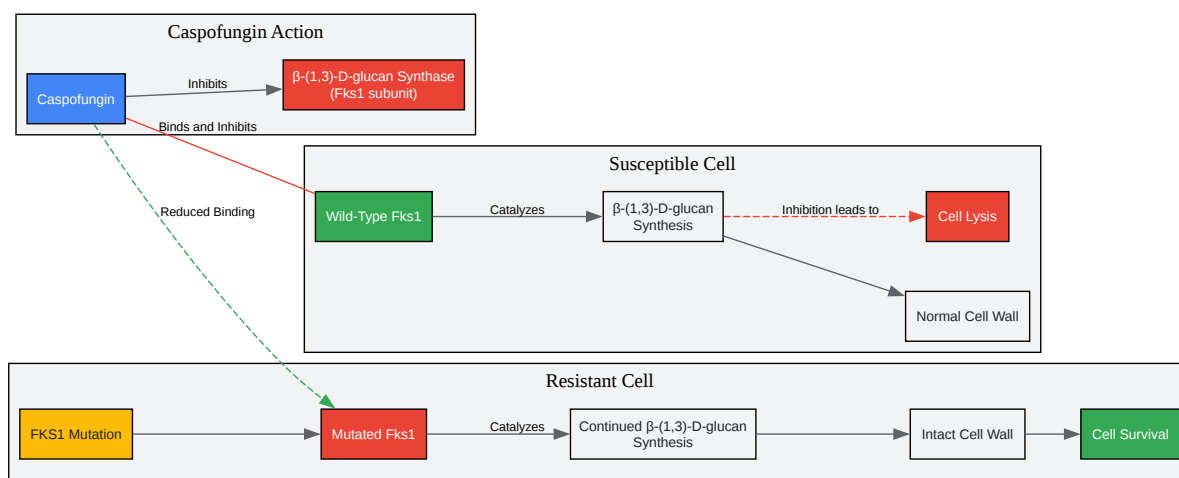 Caspofungin Action
Caspofungin
Inhibits
β-(1,3)-D-glucan Synthase
(Fks1 subunit)
Binds and Inhibits
Reduced Binding
Susceptible Cell
Wild-Type Fks1
Catalyzes
β-(1,3)-D-glucan
Synthesis
Inhibition leads to
Cell Lysis
Normal Cell Wall
Resistant Cell
FKS1 Mutation
Mutated Fks1
Catalyzes
Continued β-(1,3)-D-glucan
Synthesis
Intact Cell Wall
Cell Survival